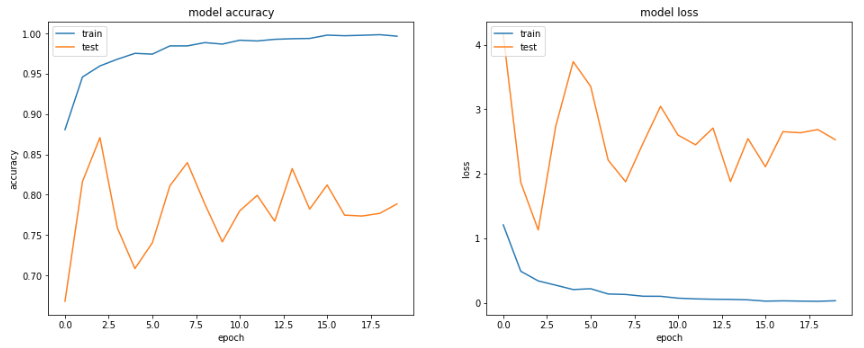 model accuracy
train
test
1.00
0.95
0.90
0.85
0.80
0.75
0.70
accuracy
0.0 2.5 5.0 7.5 10.0 12.5 15.0 17.5
epoch
model loss
train
test
4
3
2
1
0
loss
0.0 2.5 5.0 7.5 10.0 12.5 15.0 17.5
epoch